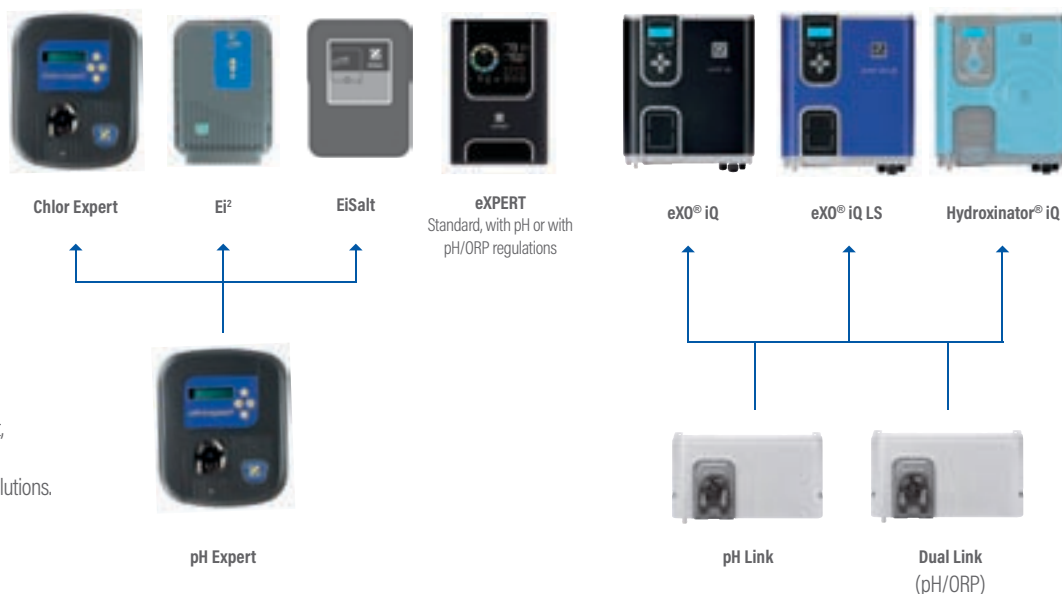 Chlor Expert
Ei²
EiSalt
eXPERT
Standard, with pH or with
pH/ORP regulations
eXO® iQ
eXO® iQ LS
Hydroxinator® iQ
lutions.
pH Expert
pH Link
Dual Link
(pH/ORP)